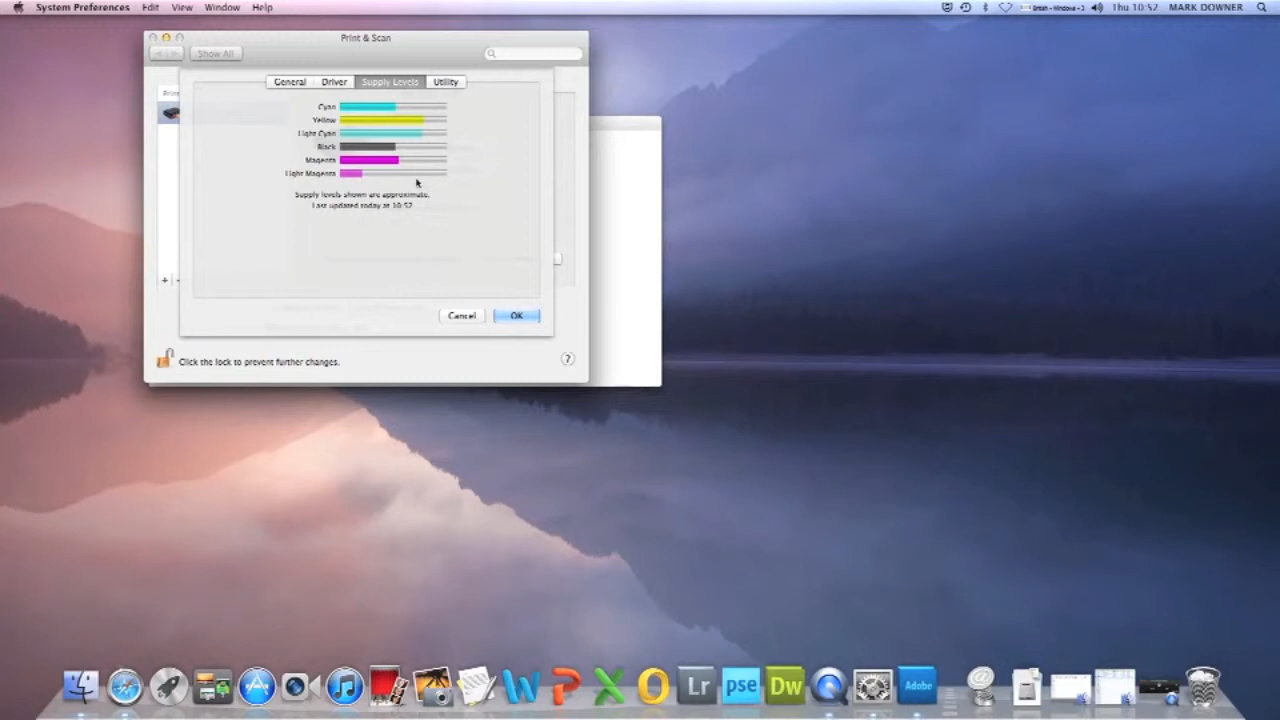 System Preferences Edit View Window Help Thu 10:52 MARK DOWNER
Print & Scan
Show All
General Driver Supply Levels Utility
Cyan
Yellow
Light Cyan
Black
Magenta
Light Magenta
Supply levels shown are approximate.
Last updated today at 10:52
Cancel OK
Click the lock to prevent further changes. ?
Lr pse Dw Adobe